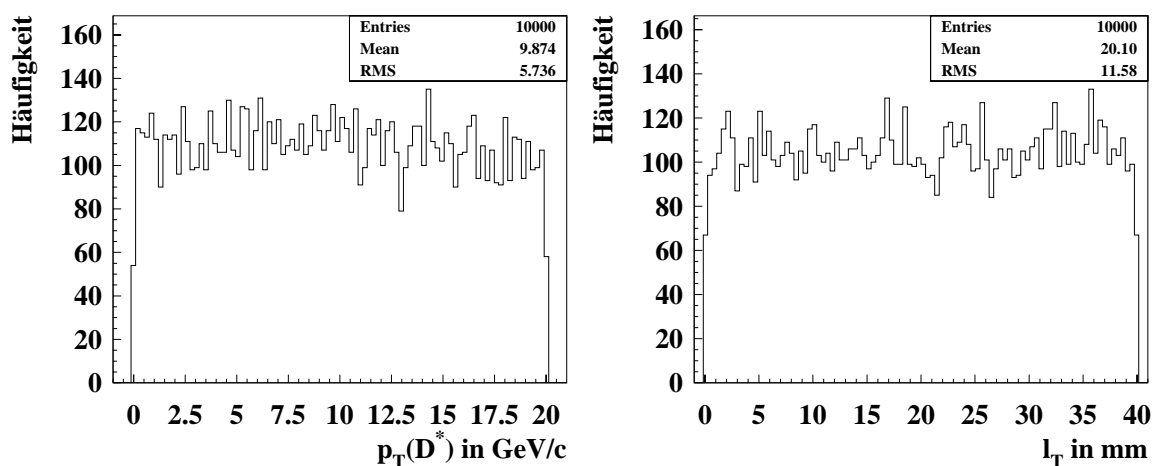 Häufigkeit
Entries 10000
Mean 9.874
RMS 5.736
160
140
120
100
80
60
40
20
0
0 2.5 5 7.5 10 12.5 15 17.5 20
p_T(D^*) in GeV/c
Häufigkeit
Entries 10000
Mean 20.10
RMS 11.58
160
140
120
100
80
60
40
20
0
0 5 10 15 20 25 30 35 40
l_T in mm